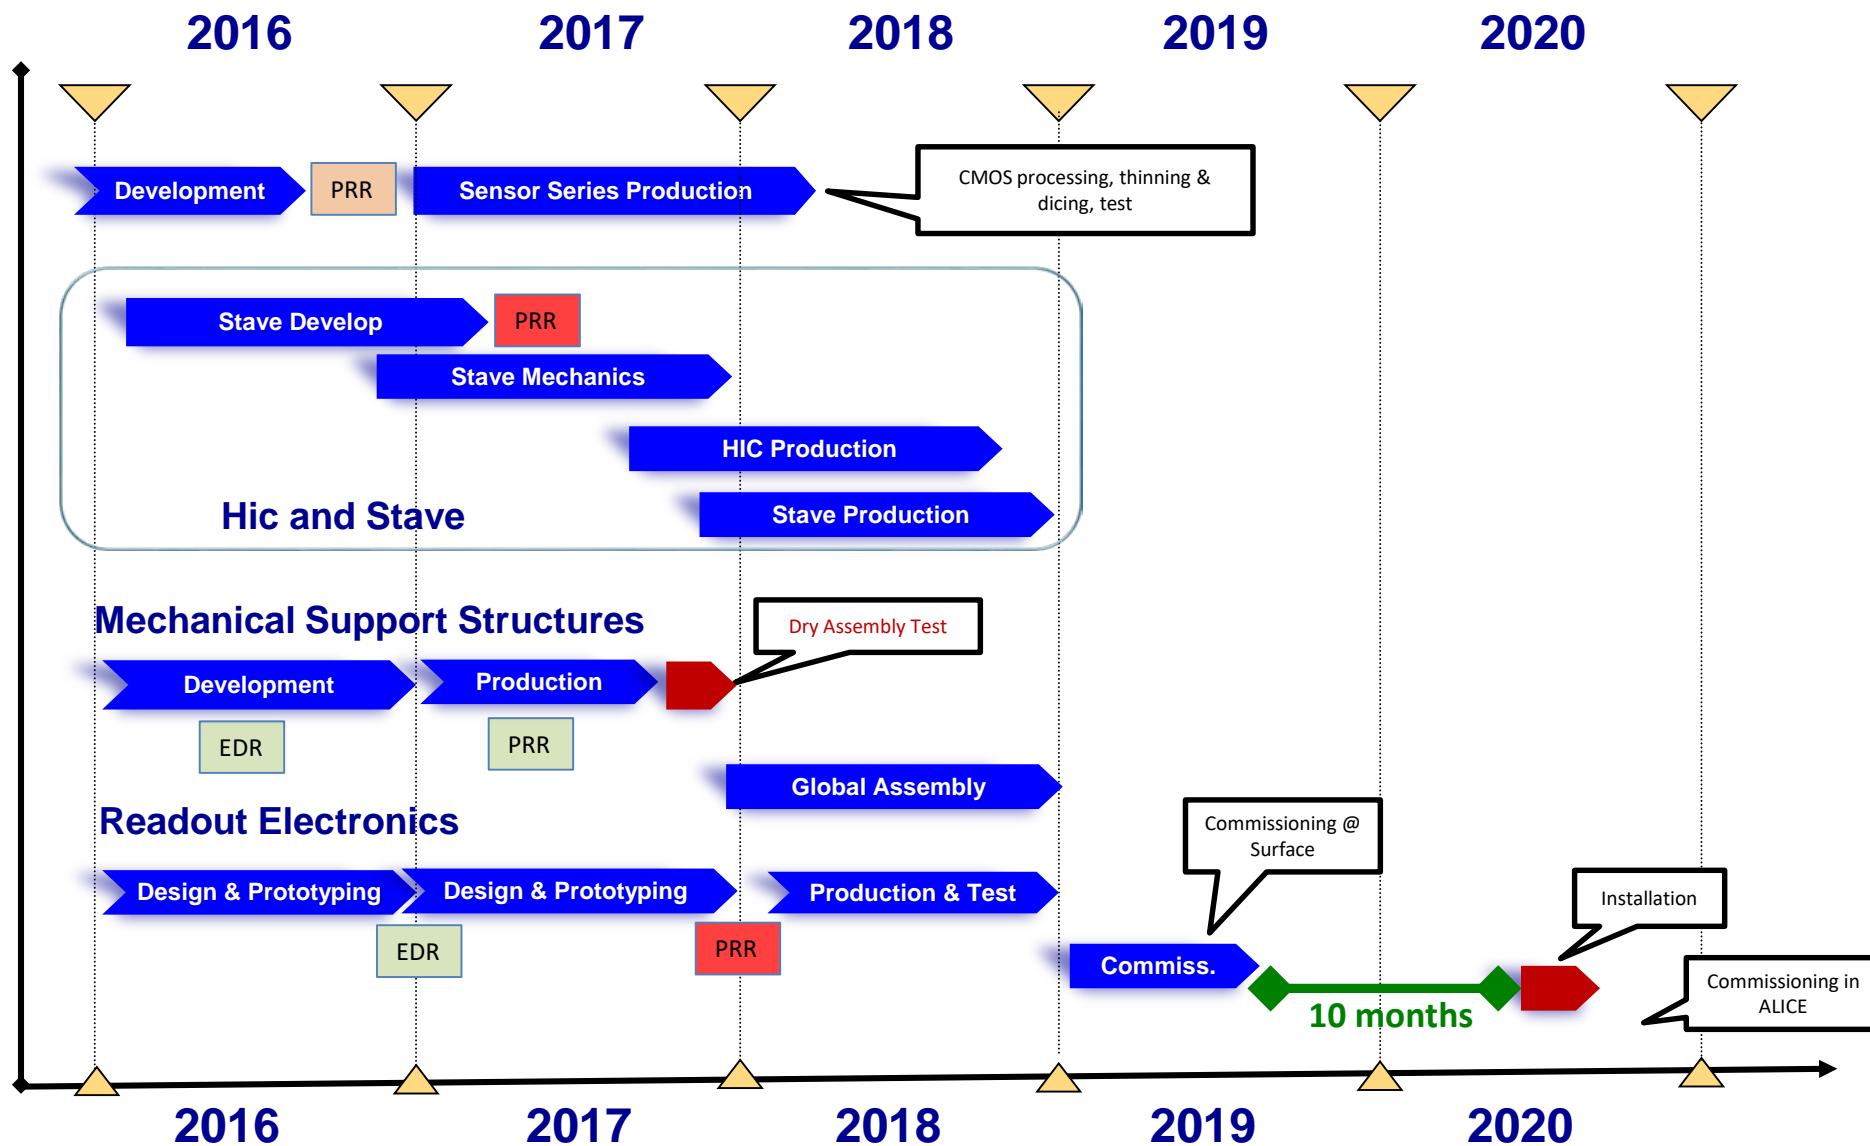 2016 2017 2018 2019 2020
Development PRR Sensor Series Production
CMOS processing, thinning &
dicing, test
Stave Develop PRR
Stave Mechanics
HIC Production
Stave Production
Hic and Stave
Mechanical Support Structures
Dry Assembly Test
Development Production
EDR PRR
Global Assembly
Readout Electronics
Commissioning @
Surface
Design & Prototyping Design & Prototyping Production & Test
Installation
EDR PRR
Commiss.
10 months
Commissioning in
ALICE
2016 2017 2018 2019 2020